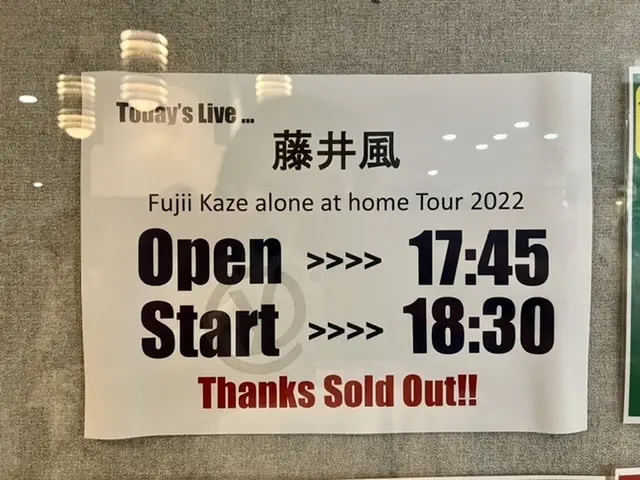 Today's Live ...
藤井風
Fujii Kaze alone at home Tour 2022
Open >>>> 17:45
Start >>>> 18:30
Thanks Sold Out!!